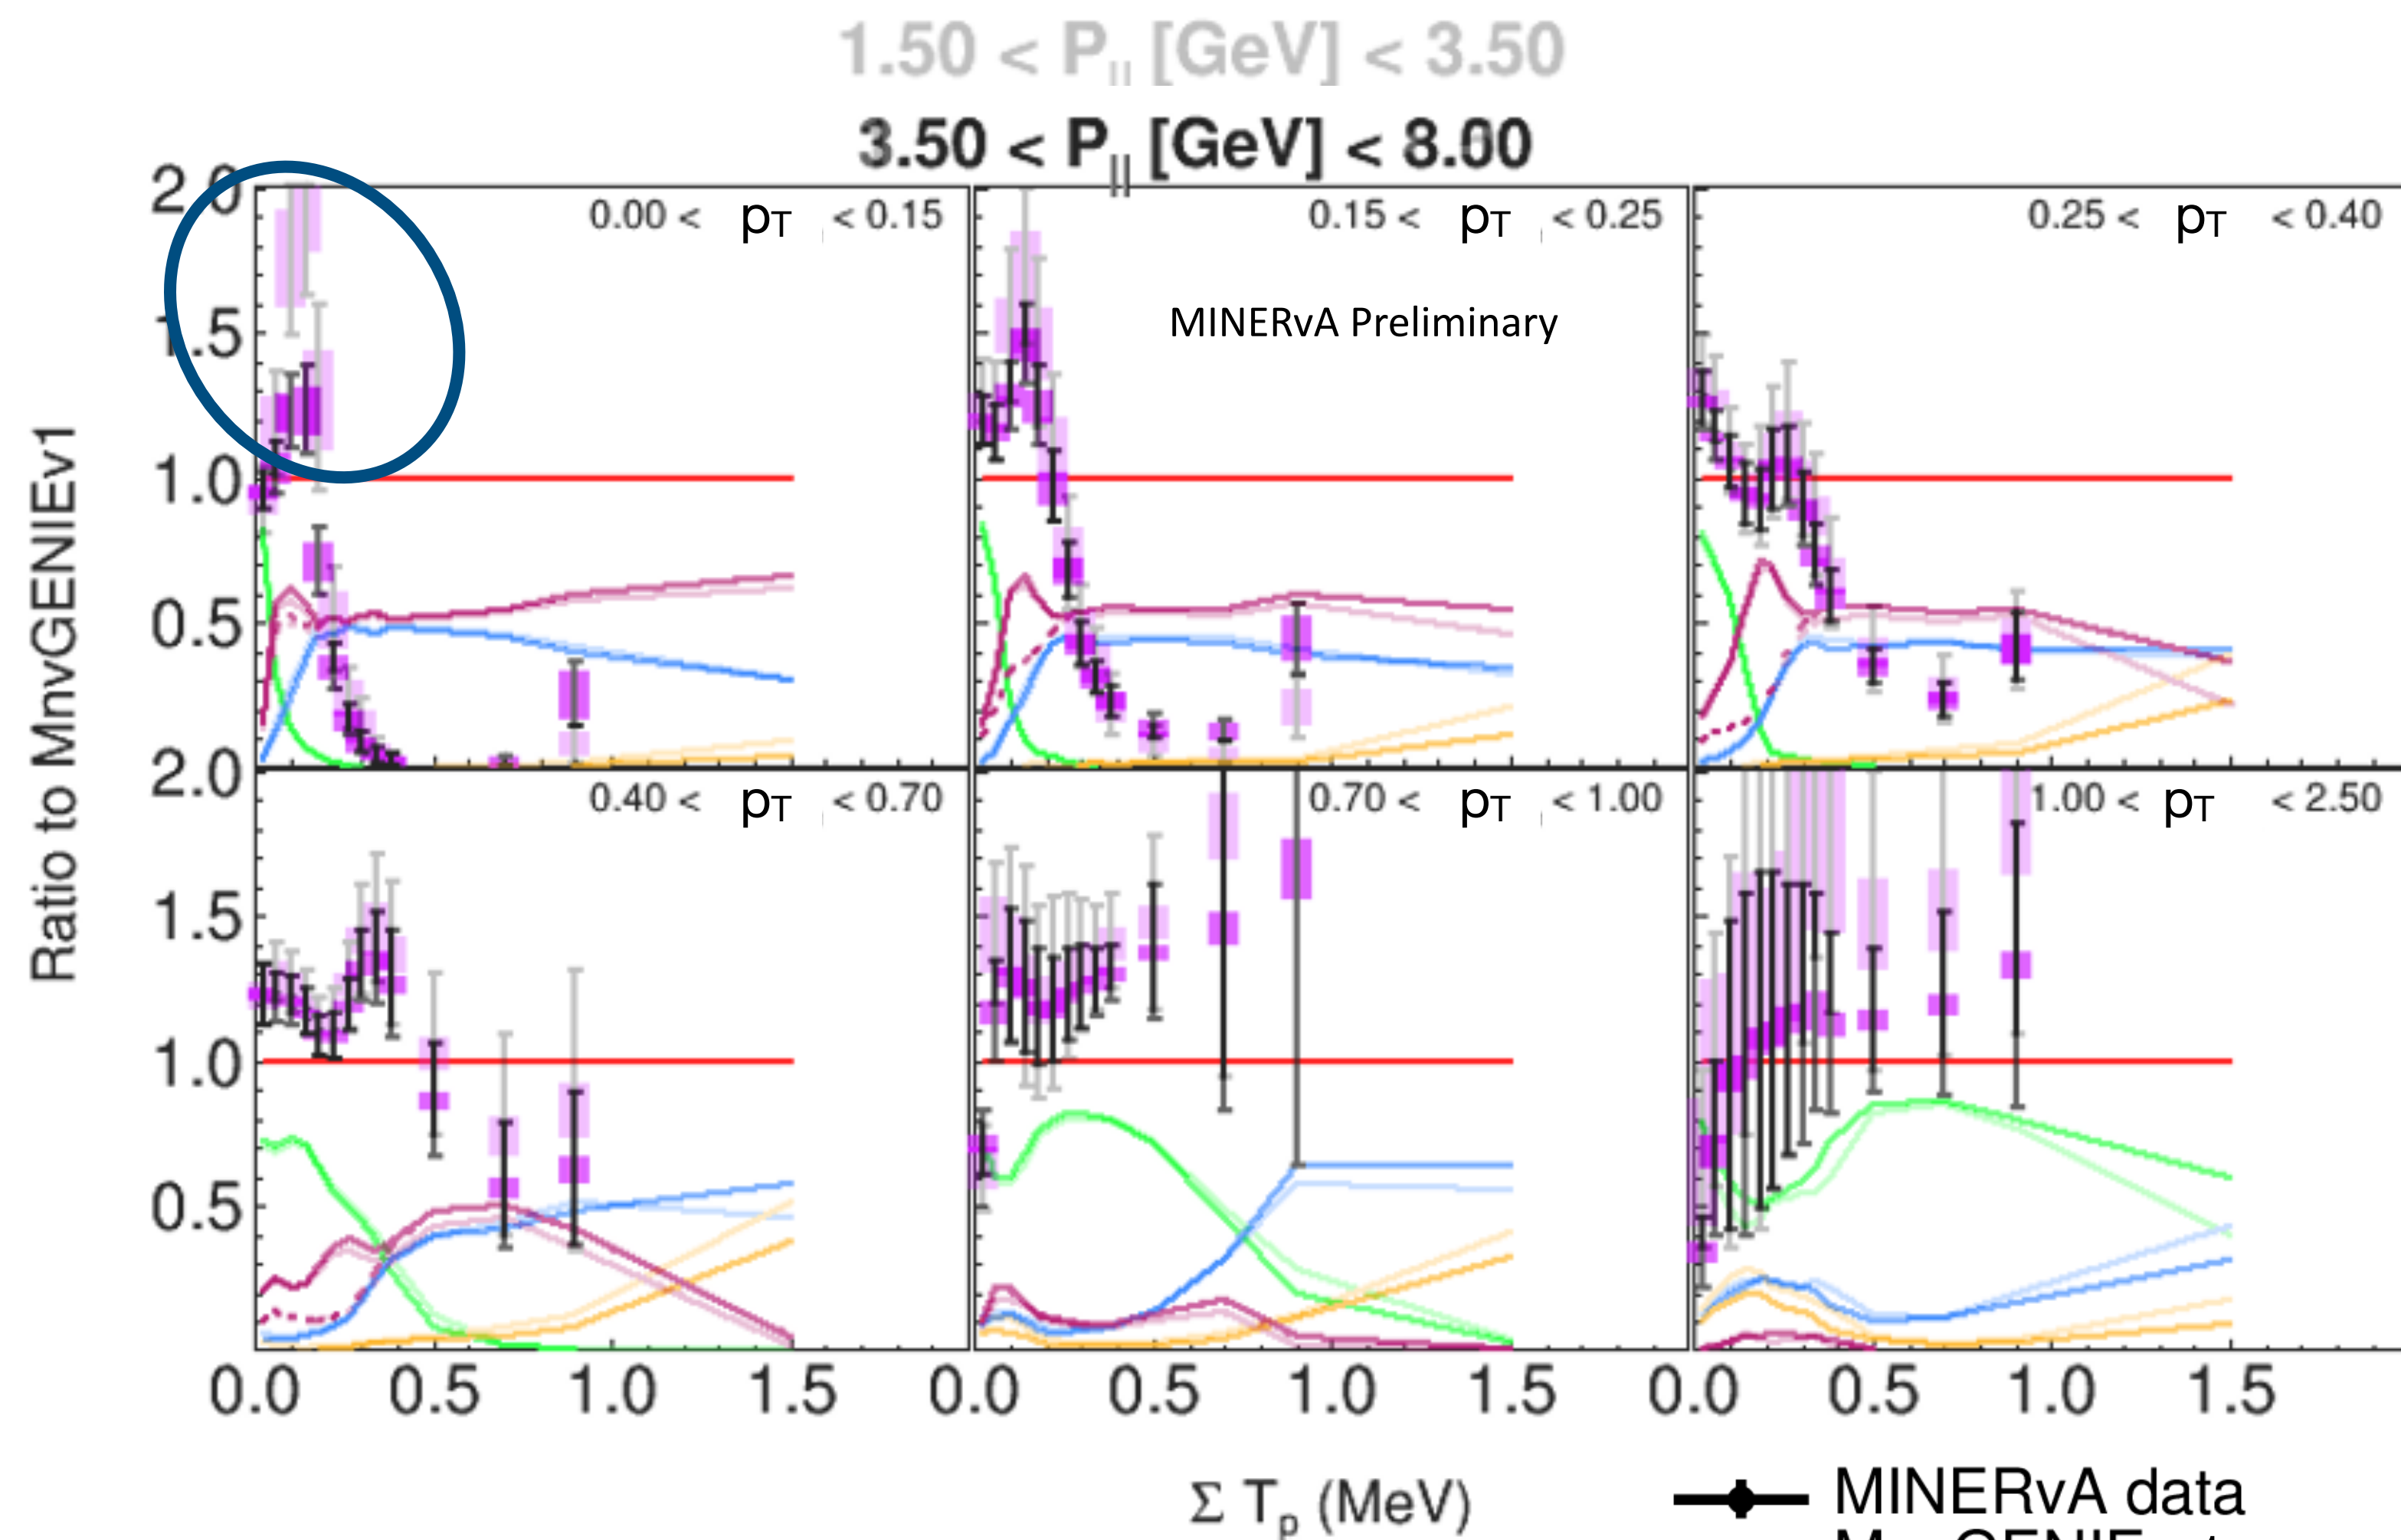 1.50 < P|| [GeV] < 3.50
3.50 < P|| [GeV] < 8.00
Ratio to MnvGENIEv1
2.0
1.5
1.0
0.5
0.00 < pT < 0.15
0.15 < pT < 0.25
MINERvA Preliminary
0.25 < pT < 0.40
2.0
1.5
1.0
0.5
0.40 < pT < 0.70
0.70 < pT < 1.00
1.00 < pT < 2.50
0.0 0.5 1.0 1.5
0.0 0.5 1.0 1.5
0.0 0.5 1.0 1.5
Σ Tp (MeV)
MINERvA data